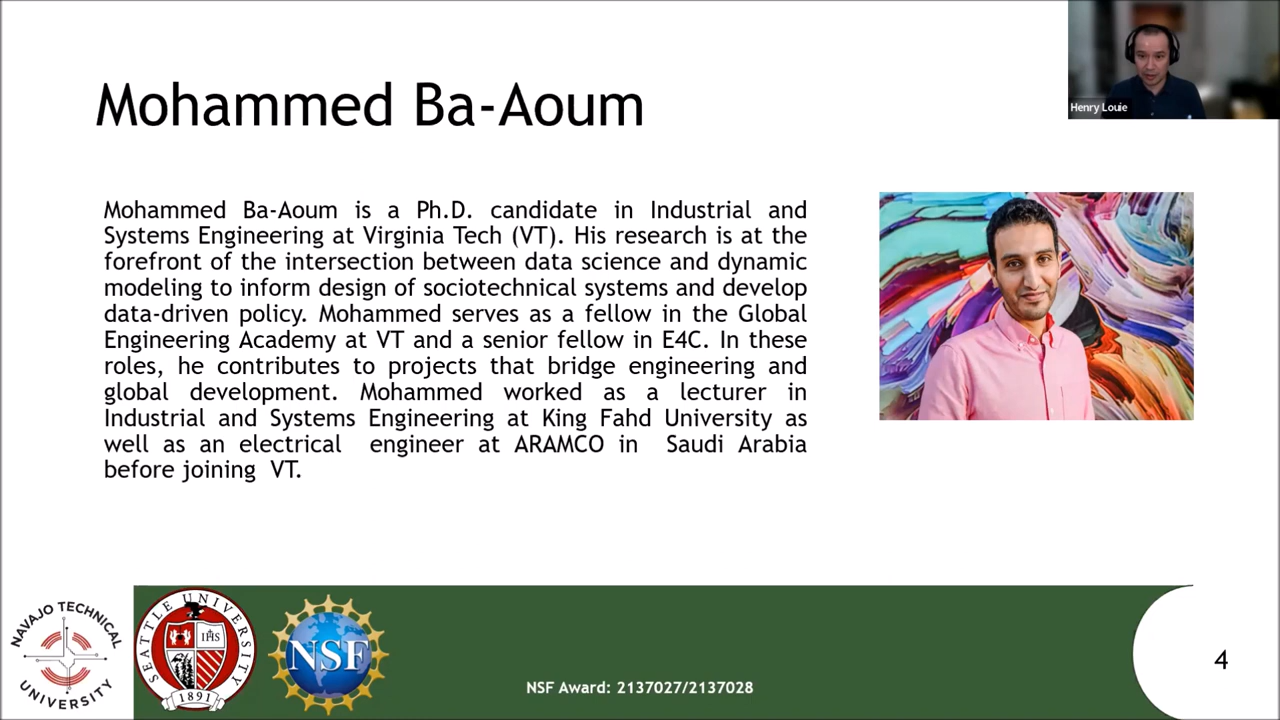 Mohammed Ba-Aoum
Henry Louie
Mohammed Ba-Aoum is a Ph.D. candidate in Industrial and
Systems Engineering at Virginia Tech (VT). His research is at the
forefront of the intersection between data science and dynamic
modeling to inform design of sociotechnical systems and develop
data-driven policy. Mohammed serves as a fellow in the Global
Engineering Academy at VT and a senior fellow in E4C. In these
roles, he contributes to projects that bridge engineering and
global development. Mohammed worked as a lecturer in
Industrial and Systems Engineering at King Fahd University as
well as an electrical engineer at ARAMCO in Saudi Arabia
before joining VT.
NAVAJO TECHNICAL
UNIVERSITY
SEATTLE UNIVERSITY
IHS
1891
NSF
NSF Award: 2137027/2137028
4